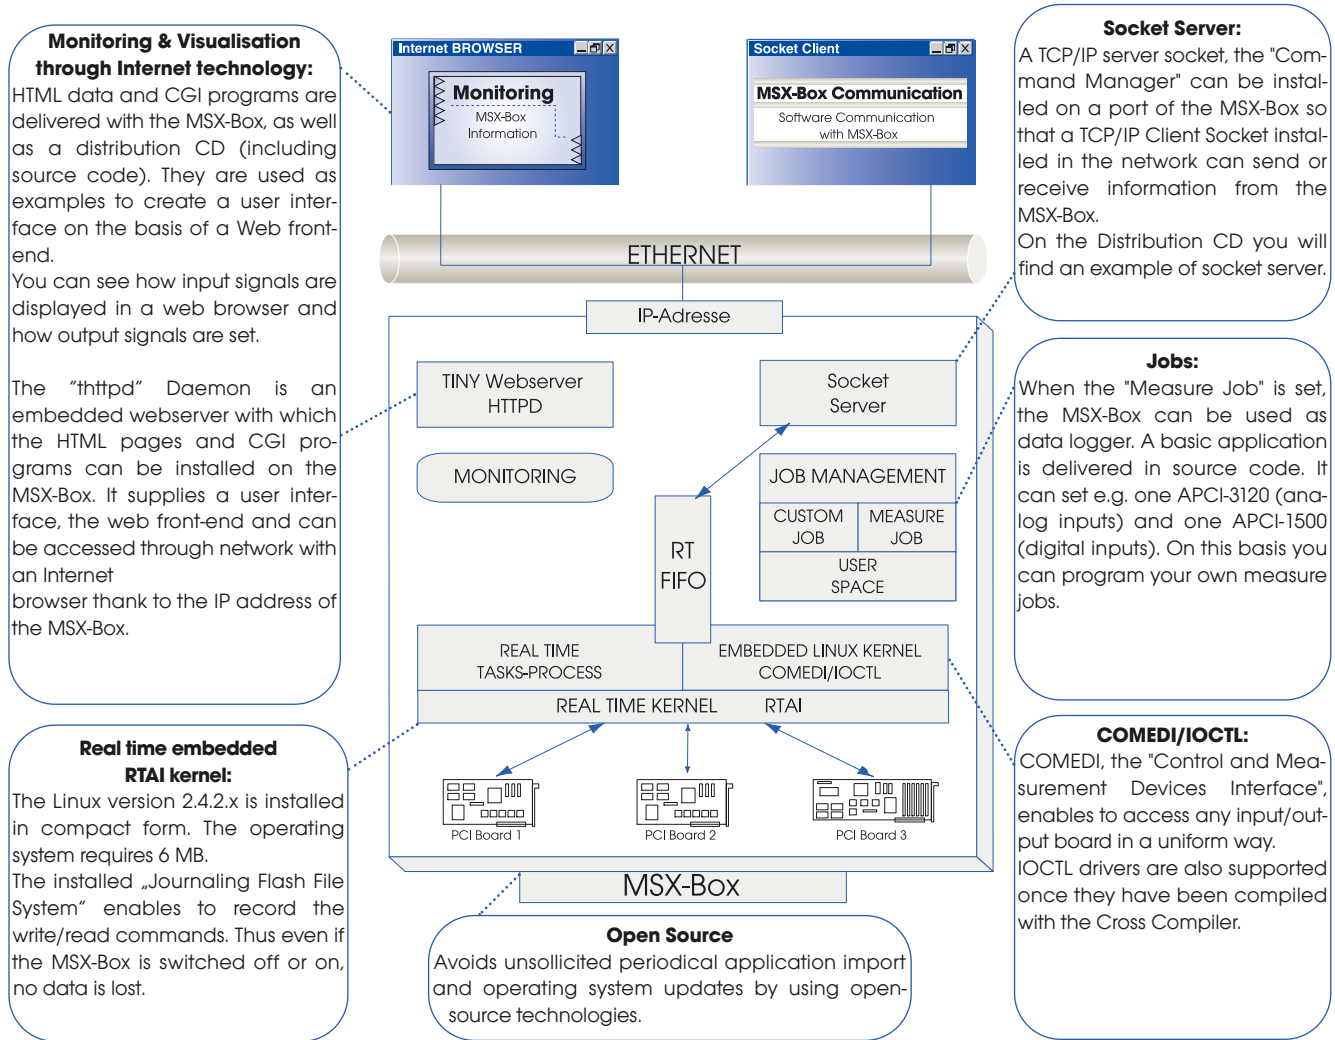 Monitoring & Visualisation
through Internet technology:
HTML data and CGI programs are
delivered with the MSX-Box, as well
as a distribution CD (including
source code). They are used as
examples to create a user inter-
face on the basis of a Web front-
end.
You can see how input signals are
displayed in a web browser and
how output signals are set.
The “thttpd” Daemon is an
embedded webserver with which
the HTML pages and CGI pro-
grams can be installed on the
MSX-Box. It supplies a user inter-
face, the web front-end and can
be accessed through network with
an Internet
browser thank to the IP address of
the MSX-Box.
Real time embedded
RTAI kernel:
The Linux version 2.4.2.x is installed
in compact form. The operating
system requires 6 MB.
The installed „Journaling Flash File
System” enables to record the
write/read commands. Thus even if
the MSX-Box is switched off or on,
no data is lost.
Internet BROWSER
Monitoring
MSX-Box
Information
Socket Client
MSX-Box Communication
Software Communication
with MSX-Box
ETHERNET
IP-Adresse
TINY Webserver
HTTPD
Socket
Server
MONITORING
JOB MANAGEMENT
CUSTOM
JOB
MEASURE
JOB
USER
SPACE
RT
FIFO
REAL TIME
TASKS-PROCESS
EMBEDDED LINUX KERNEL
COMEDI/IOCTL
REAL TIME KERNEL RTAI
PCI Board 1
PCI Board 2
PCI Board 3
MSX-Box
Open Source
Avoids unsollicited periodical application import
and operating system updates by using open-
source technologies.
Socket Server:
A TCP/IP server socket, the "Com-
mand Manager" can be instal-
led on a port of the MSX-Box so
that a TCP/IP Client Socket instal-
led in the network can send or
receive information from the
MSX-Box.
On the Distribution CD you will
find an example of socket server.
Jobs:
When the "Measure Job" is set,
the MSX-Box can be used as
data logger. A basic application
is delivered in source code. It
can set e.g. one APCI-3120 (ana-
log inputs) and one APCI-1500
(digital inputs). On this basis you
can program your own measure
jobs.
COMEDI/IOCTL:
COMEDI, the "Control and Mea-
surement Devices Interface",
enables to access any input/out-
put board in a uniform way.
IOCTL drivers are also supported
once they have been compiled
with the Cross Compiler.